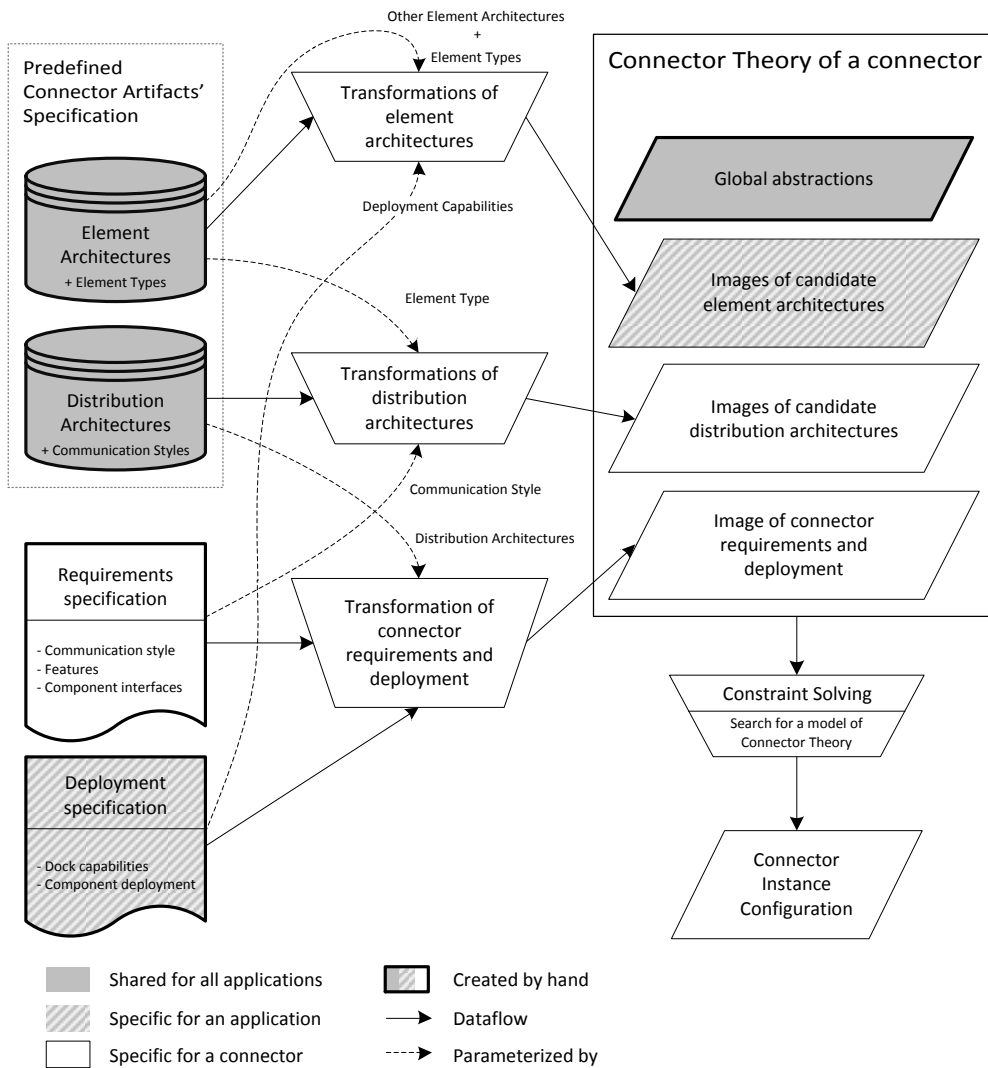 Other Element Architectures
+
Element Types
Predefined
Connector Artifacts'
Specification
Transformations of
element
architectures
Connector Theory of a connector
Global abstractions
Deployment Capabilities
Element
Architectures
+ Element Types
Images of candidate
element architectures
Element Type
Distribution
Architectures
+ Communication Styles
Transformations of
distribution
architectures
Images of candidate
distribution architectures
Communication Style
Distribution Architectures
Requirements
specification
- Communication style
- Features
- Component interfaces
Transformation of
connector
requirements and
deployment
Image of connector
requirements and
deployment
Constraint Solving
Search for a model of
Connector Theory
Deployment
specification
- Dock capabilities
- Component deployment
Connector
Instance
Configuration
Shared for all applications
Created by hand
Specific for an application
Dataflow
Specific for a connector
Parameterized by